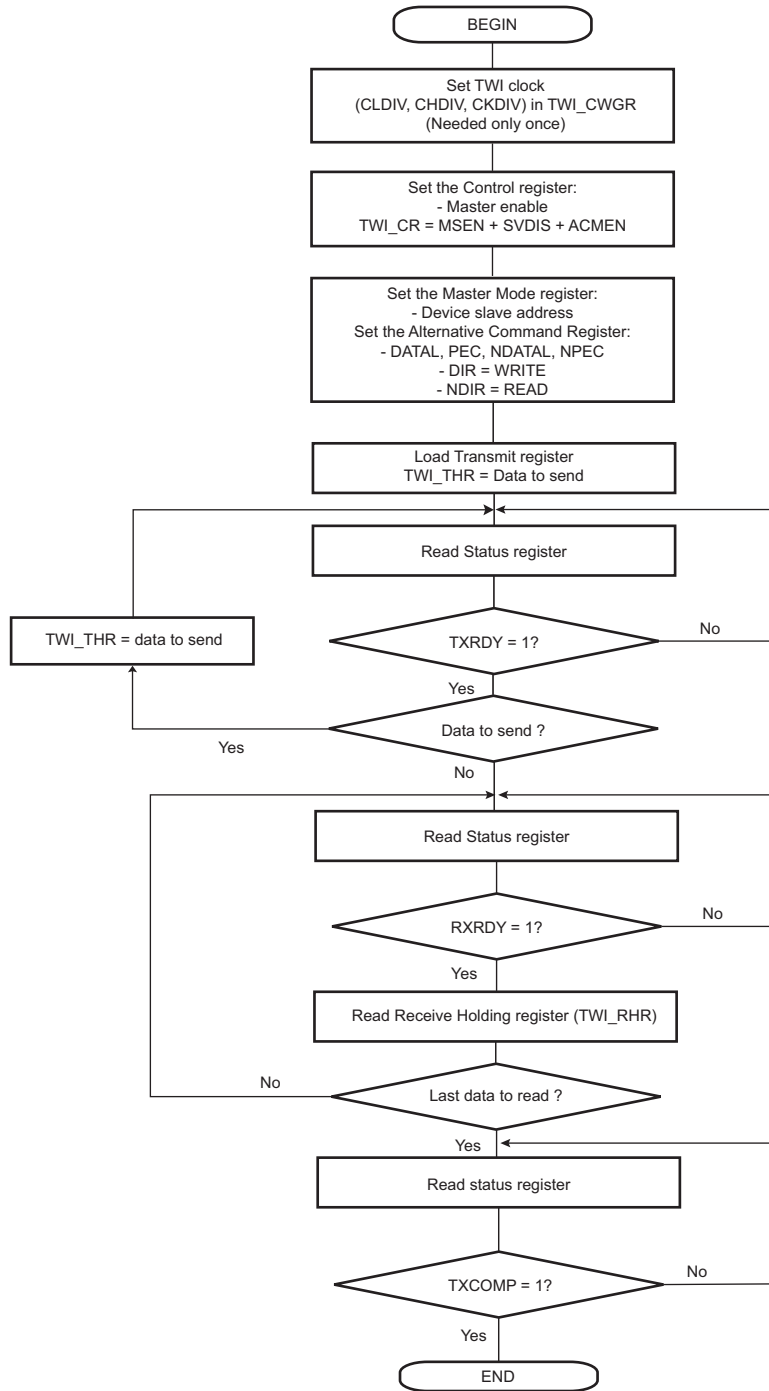 BEGIN
Set TWI clock
(CLDIV, CHDIV, CKDIV) in TWI_CWGR
(Needed only once)
Set the Control register:
- Master enable
TWI_CR = MSEN + SVDIS + ACMEN
Set the Master Mode register:
- Device slave address
Set the Alternative Command Register:
- DATAL, PEC, NDATAL, NPEC
- DIR = WRITE
- NDIR = READ
Load Transmit register
TWI_THR = Data to send
Read Status register
TWI_THR = data to send
TXRDY = 1?
No
Yes
Data to send ?
Yes
No
Read Status register
RXRDY = 1?
No
Yes
Read Receive Holding register (TWI_RHR)
No
Last data to read ?
Yes
Read status register
TXCOMP = 1?
No
Yes
END